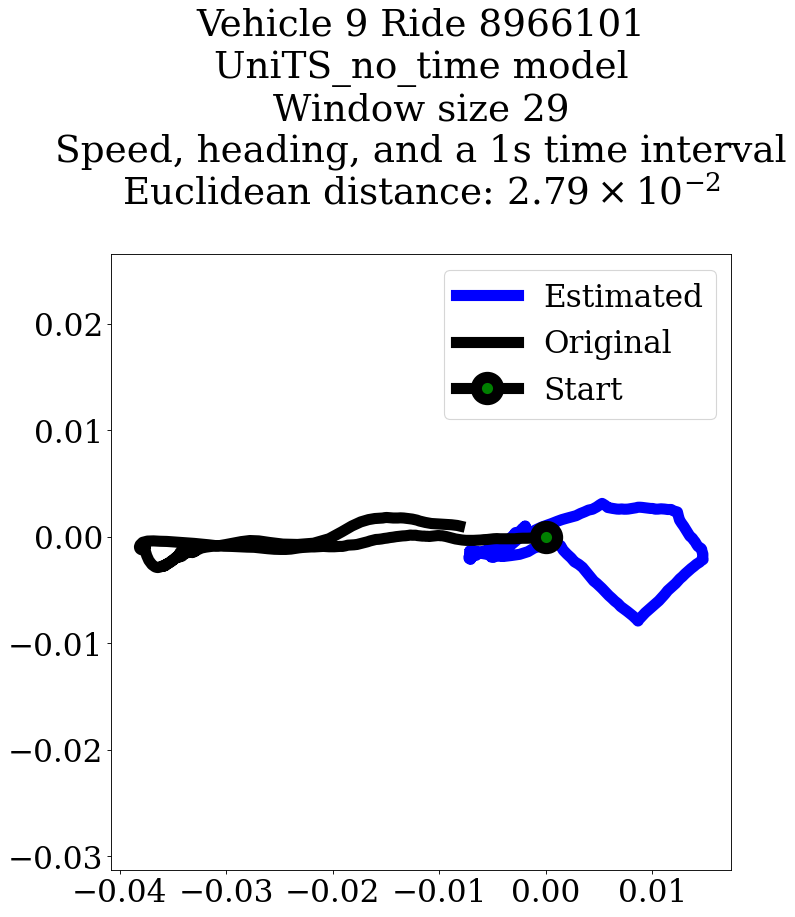 Vehicle 9 Ride 8966101
UniTS_no_time model
Window size 29
Speed, heading, and a 1s time interval
Euclidean distance: 2.79 × 10⁻²
Estimated
Original
Start
0.02
0.01
0.00
−0.01
−0.02
−0.03
−0.04 −0.03 −0.02 −0.01 0.00 0.01